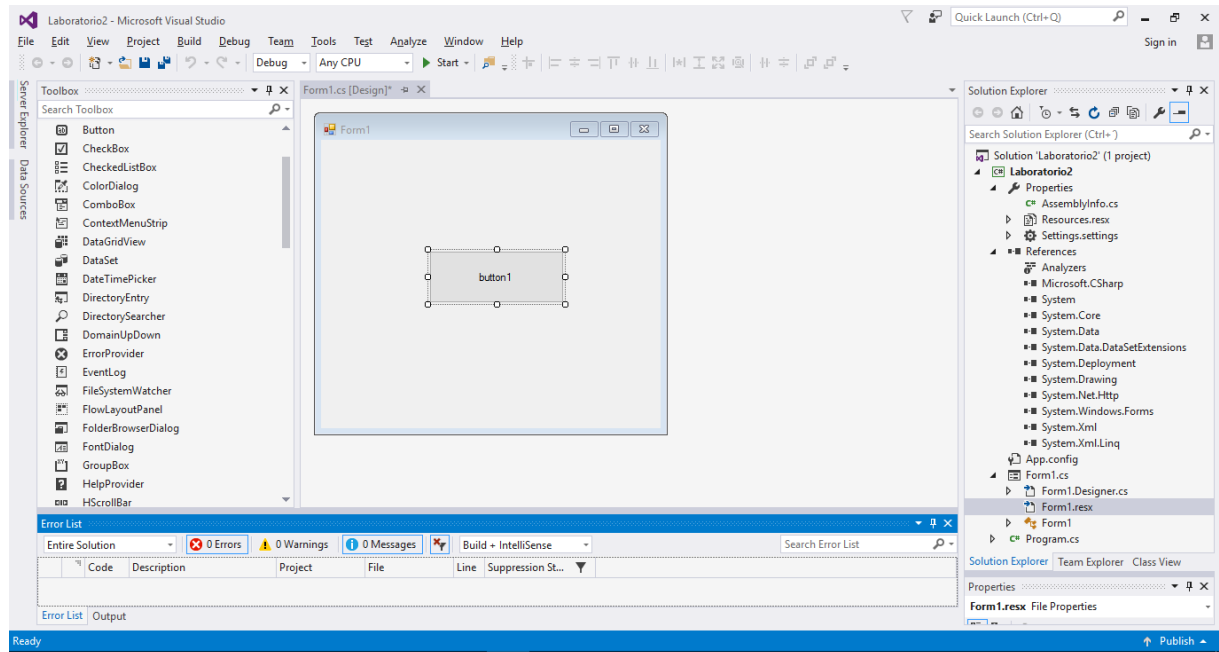 Laboratorio2 - Microsoft Visual Studio
Quick Launch (Ctrl+Q)
File Edit View Project Build Debug Team Tools Test Analyze Window Help
Sign in
Debug Any CPU Start
Server Explorer
Data Sources
Toolbox
Search Toolbox
Button
CheckBox
CheckedListBox
ColorDialog
ComboBox
ContextMenuStrip
DataGridView
DataSet
DateTimePicker
DirectoryEntry
DirectorySearcher
DomainUpDown
ErrorProvider
EventLog
FileSystemWatcher
FlowLayoutPanel
FolderBrowserDialog
FontDialog
GroupBox
HelpProvider
HScrollBar
Form1.cs [Design]*
Form1
button1
Solution Explorer
Search Solution Explorer (Ctrl+´)
Solution 'Laboratorio2' (1 project)
C# Laboratorio2
Properties
C# AssemblyInfo.cs
Resources.resx
Settings.settings
References
Analyzers
Microsoft.CSharp
System
System.Core
System.Data
System.Data.DataSetExtensions
System.Deployment
System.Drawing
System.Net.Http
System.Windows.Forms
System.Xml
System.Xml.Linq
App.config
Form1.cs
Form1.Designer.cs
Form1.resx
Form1
C# Program.cs
Solution Explorer Team Explorer Class View
Properties
Form1.resx File Properties
Error List
Entire Solution 0 Errors 0 Warnings 0 Messages Build + IntelliSense Search Error List
Code Description Project File Line Suppression St...
Error List Output
Ready
Publish